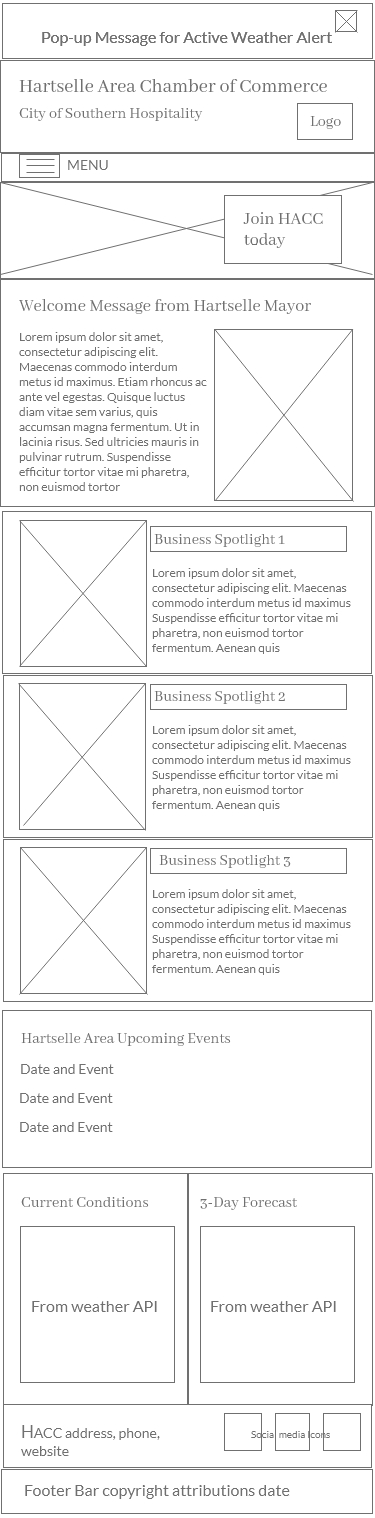 Pop-up Message for Active Weather Alert
Hartselle Area Chamber of Commerce
City of Southern Hospitality
Logo
MENU
Join HACC
today
Welcome Message from Hartselle Mayor
Lorem ipsum dolor sit amet,
consectetur adipiscing elit.
Maecenas commodo interdum
metus id maximus. Etiam rhoncus ac
ante vel egestas. Quisque luctus
diam vitae sem varius, quis
accumsan magna fermentum. Ut in
lacinia risus. Sed ultricies mauris in
pulvinar rutrum. Suspendisse
efficitur tortor vitae mi pharetra,
non euismod tortor
Business Spotlight 1
Lorem ipsum dolor sit amet,
consectetur adipiscing elit. Maecenas
commodo interdum metus id maximus
Suspendisse efficitur tortor vitae mi
pharetra, non euismod tortor
fermentum. Aenean quis
Business Spotlight 2
Lorem ipsum dolor sit amet,
consectetur adipiscing elit. Maecenas
commodo interdum metus id maximus
Suspendisse efficitur tortor vitae mi
pharetra, non euismod tortor
fermentum. Aenean quis
Business Spotlight 3
Lorem ipsum dolor sit amet,
consectetur adipiscing elit. Maecenas
commodo interdum metus id maximus
Suspendisse efficitur tortor vitae mi
pharetra, non euismod tortor
fermentum. Aenean quis
Hartselle Area Upcoming Events
Date and Event
Date and Event
Date and Event
Current Conditions
From weather API
3-Day Forecast
From weather API
HACC address, phone,
website
Social media Icons
Footer Bar copyright attributions date